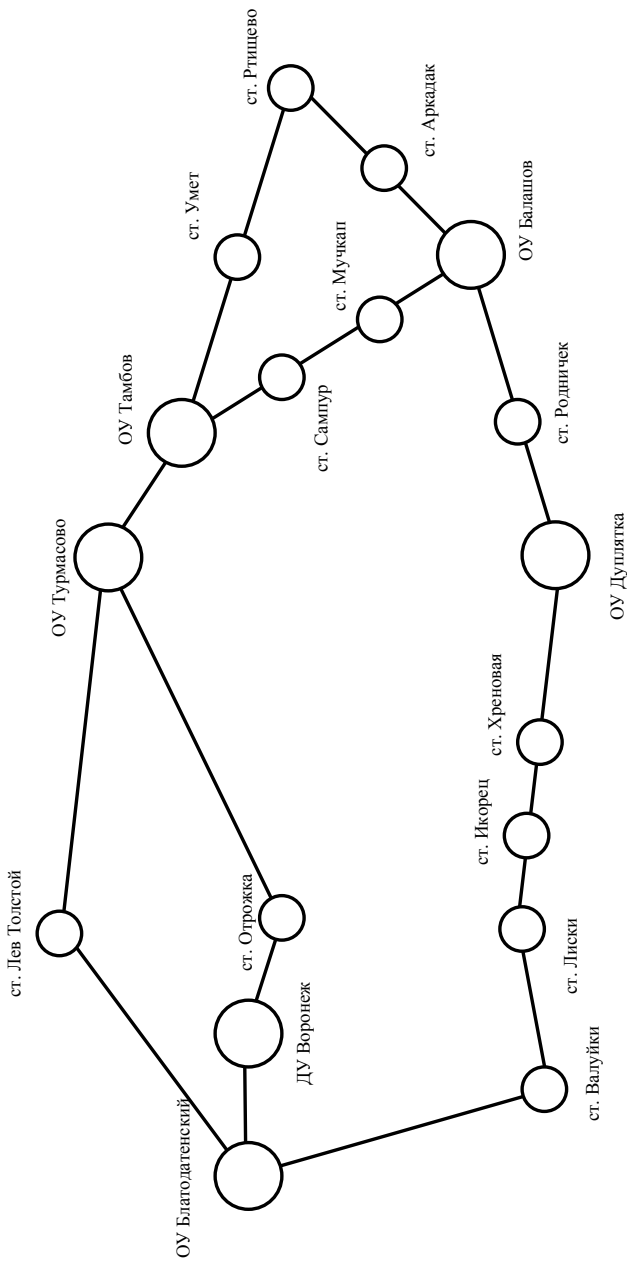 ст. Лев Толстой
ОУ Турмасово
ОУ Тамбов
ст. Умет
ст. Ртищево
ст. Аркадак
ст. Мучкап
ОУ Балашов
ст. Сампур
ст. Отрожка
ДУ Воронеж
ОУ Блатодатенский
ст. Валуйки
ст. Лиски
ст. Икорец
ст. Хреновая
ОУ Дуплятка
ст. Родничек